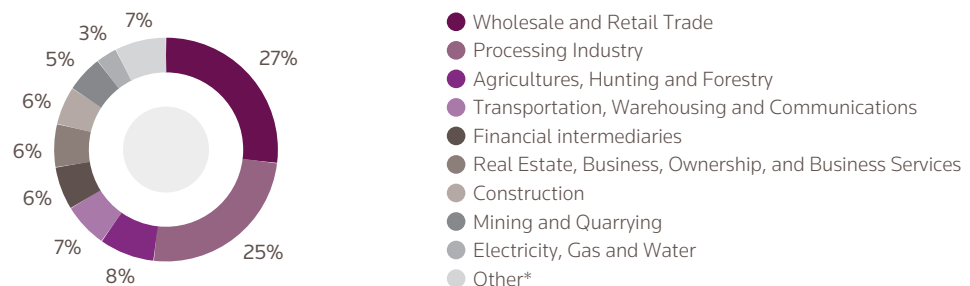 7%
3%
5%
6%
6%
6%
7%
8%
25%
27%
Wholesale and Retail Trade
Processing Industry
Agricultures, Hunting and Forestry
Transportation, Warehousing and Communications
Financial intermediaries
Real Estate, Business, Ownership, and Business Services
Construction
Mining and Quarrying
Electricity, Gas and Water
Other*